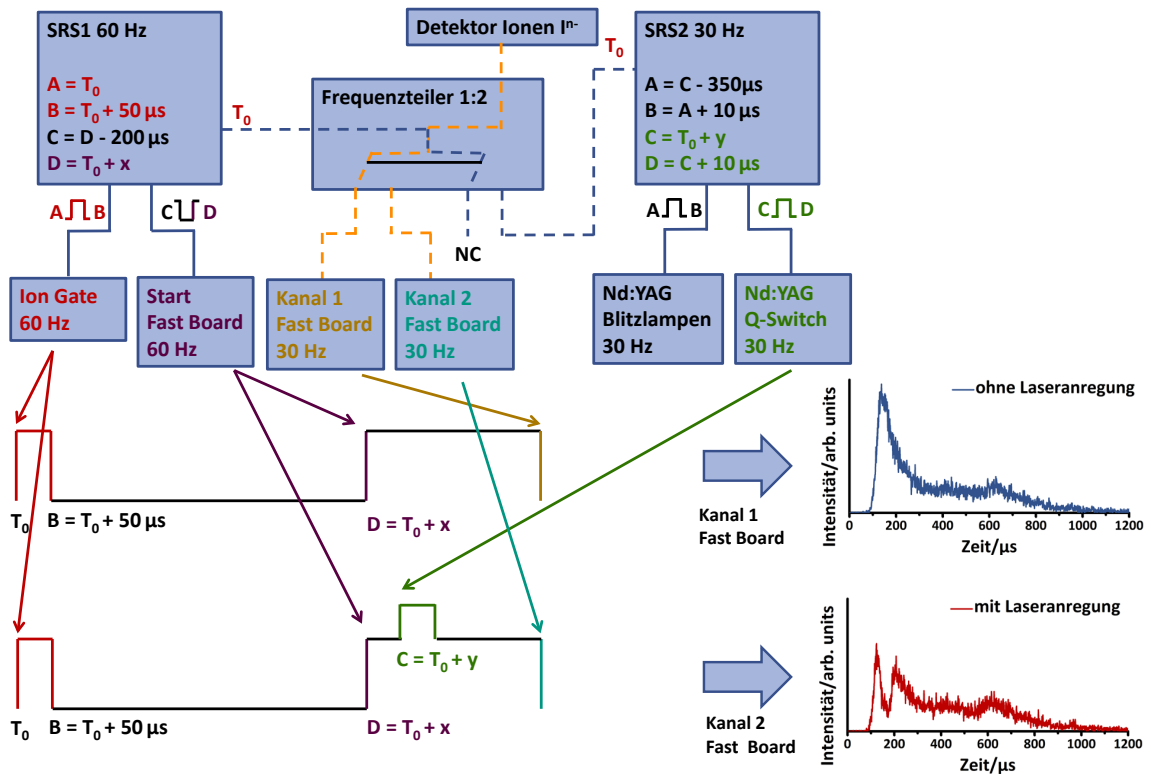 SRS1 60 Hz
A = T0
B = T0 + 50 µs
C = D - 200µs
D = T0 + x
T0
Detektor Ionen In-
Frequenzteiler 1:2
T0
SRS2 30 Hz
A = C - 350µs
B = A + 10 µs
C = T0 + y
D = C + 10 µs
A B
C D
NC
A B
C D
Ion Gate
60 Hz
Start
Fast Board
60 Hz
Kanal 1
Fast Board
30 Hz
Kanal 2
Fast Board
30 Hz
Nd:YAG
Blitzlampen
30 Hz
Nd:YAG
Q-Switch
30 Hz
T0
B = T0 + 50 µs
D = T0 + x
Kanal 1
Fast Board
Intensität/arb. units
ohne Laseranregung
0 200 400 600 800 1000 1200
Zeit/µs
C = T0 + y
T0
B = T0 + 50 µs
D = T0 + x
Kanal 2
Fast Board
Intensität/arb. units
mit Laseranregung
0 200 400 600 800 1000 1200
Zeit/µs